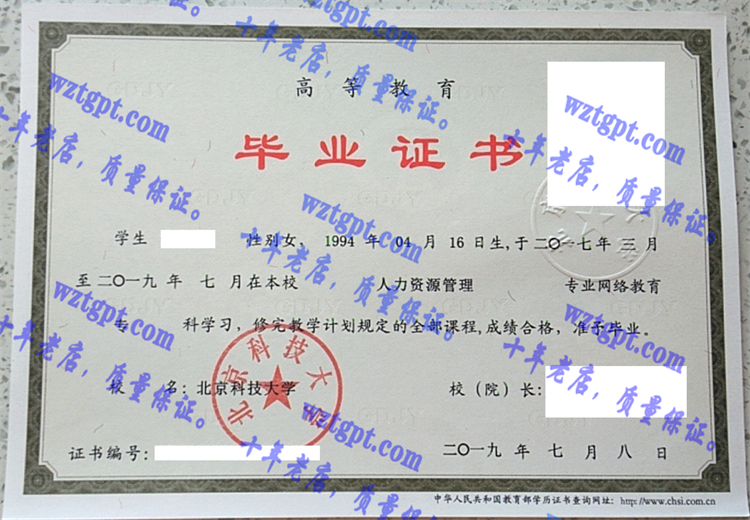 高等教育
毕业证书
学生 性别女，1994 年 04 月 16 日生，于二〇一七年 三月
至二〇一九年 七 月在本校 人力资源管理 专业网络教育
专 科学习，修完教学计划规定的全部课程，成绩合格，准予毕业。
校 名：北京科技大学 校（院）长：
北京科技大学
证书编号： 二〇一九年 七 月 八 日
中华人民共和国教育部学历证书查询网址：http://www.chsi.com.cn
wztgpt.com
十年老店，质量保证。